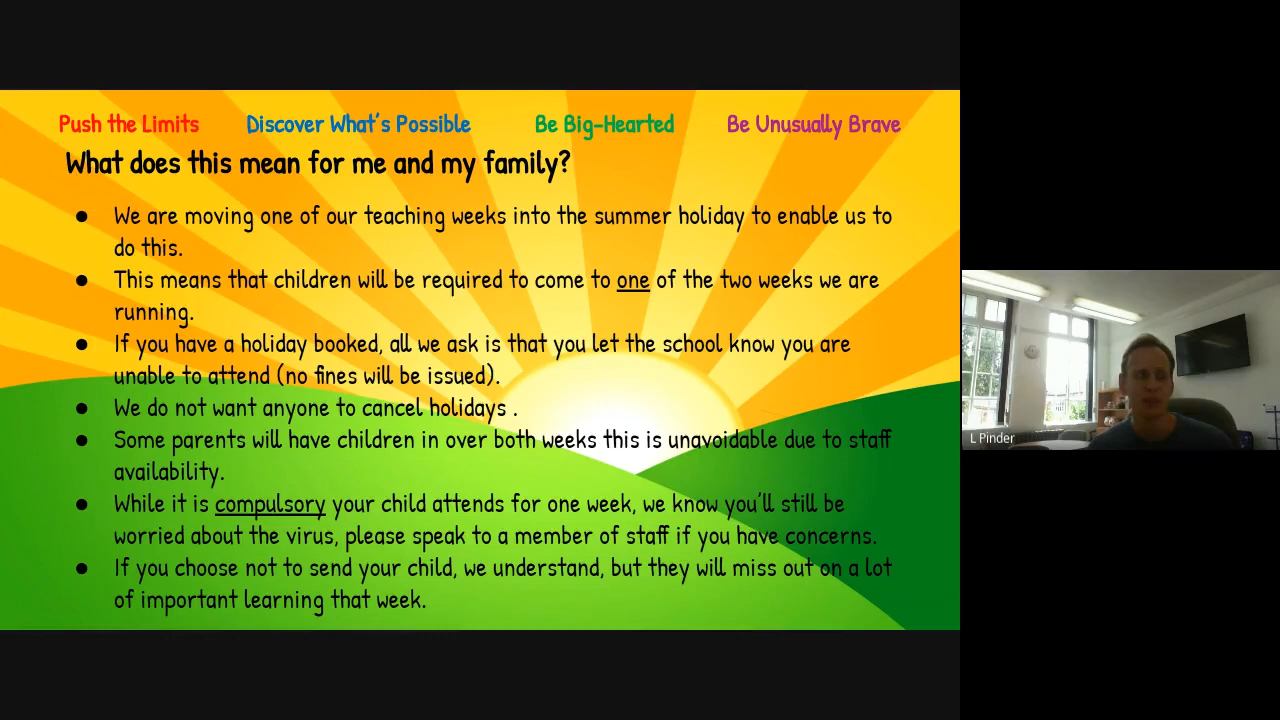 Push the Limits Discover What's Possible Be Big-Hearted Be Unusually Brave
What does this mean for me and my family?
● We are moving one of our teaching weeks into the summer holiday to enable us to
do this.
● This means that children will be required to come to one of the two weeks we are
running.
● If you have a holiday booked, all we ask is that you let the school know you are
unable to attend (no fines will be issued).
● We do not want anyone to cancel holidays .
● Some parents will have children in over both weeks this is unavoidable due to staff
availability.
● While it is compulsory your child attends for one week, we know you'll still be
worried about the virus, please speak to a member of staff if you have concerns.
● If you choose not to send your child, we understand, but they will miss out on a lot
of important learning that week.
L Pinder